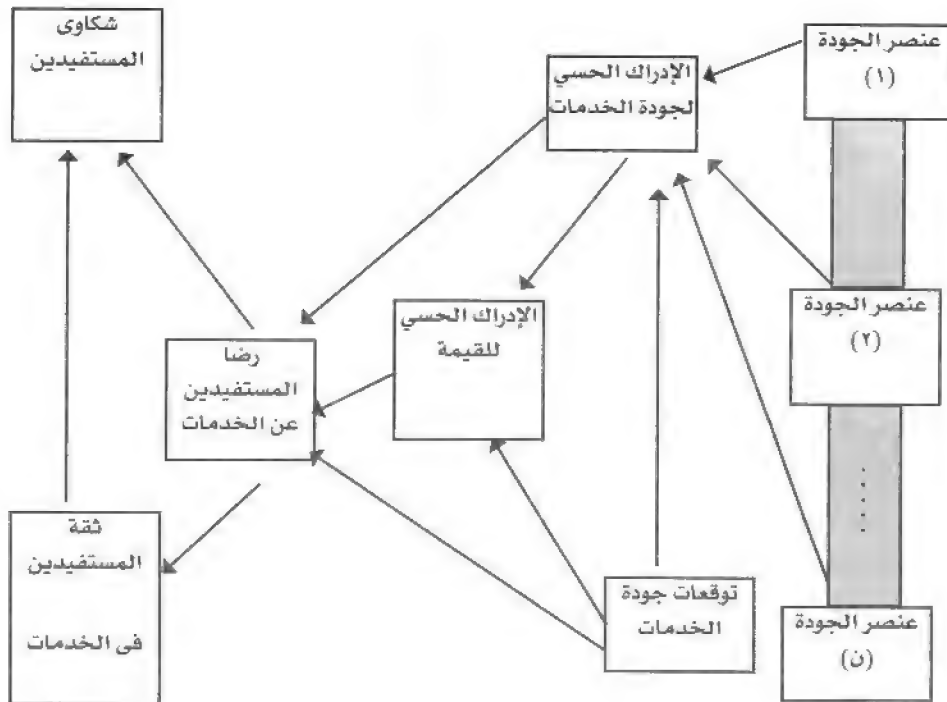 عنصر الجودة
(١)
الإدراك الحسي
لجودة الخدمات
شكاوى
المستفيدين
عنصر الجودة
(٢)
الإدراك الحسي
للقيمة
رضا
المستفيدين
عن الخدمات
......
عنصر الجودة
(ن)
توقعات جودة
الخدمات
ثقة
المستفيدين
فى الخدمات